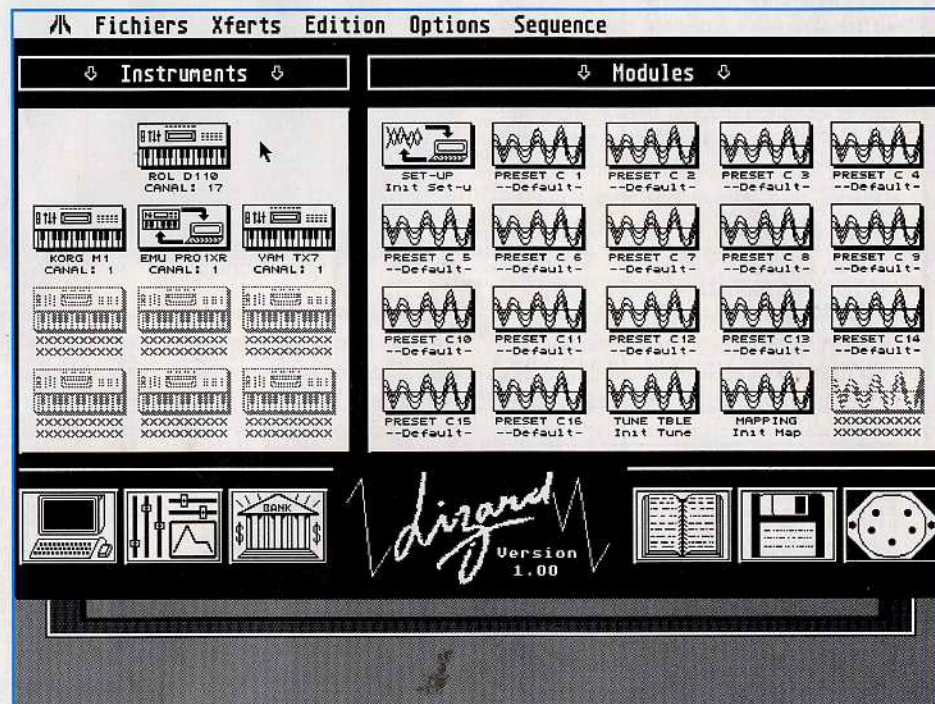 Fichiers Xferts Edition Options Sequence
Instruments
Modules
ROL D110
CANAL: 17
KORG M1
CANAL: 1
EMU PRO1XR
CANAL: 1
YAM TX7
CANAL: 1
XXXXXXXXXX XXXXXXXXXX XXXXXXXXXX
XXXXXXXXXX XXXXXXXXXX XXXXXXXXXX
XXXXXXXXXX XXXXXXXXXX XXXXXXXXXX
XXXXXXXXXX XXXXXXXXXX XXXXXXXXXX
SET-UP
Init Set-u
PRESET C 1
--Default-
PRESET C 2
--Default-
PRESET C 3
--Default-
PRESET C 4
--Default-
PRESET C 5
--Default-
PRESET C 6
--Default-
PRESET C 7
--Default-
PRESET C 8
--Default-
PRESET C 9
--Default-
PRESET C10
--Default-
PRESET C11
--Default-
PRESET C12
--Default-
PRESET C13
--Default-
PRESET C14
--Default-
PRESET C15
--Default-
PRESET C16
--Default-
TUNE TBLE
Init Tune
MAPPING
Init Map
XXXXXXXXXX
XXXXXXXXXX
BANK
$ $
Lizard
Version
1.00